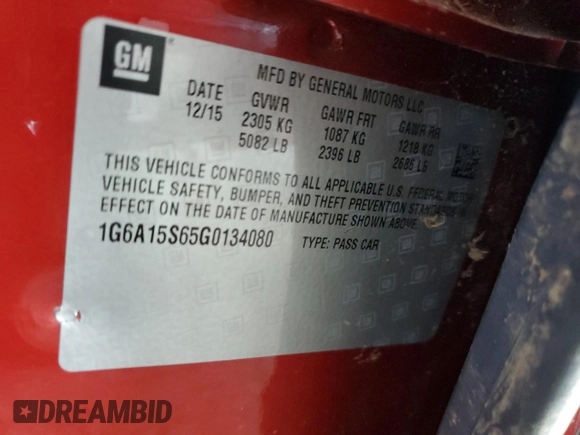 GM
MFD BY GENERAL MOTORS LLC
DATE GVWR GAWR FRT GAWR RR
12/15 2305 KG 1087 KG 1218 KG
5082 LB 2396 LB 2686 LB
THIS VEHICLE CONFORMS TO ALL APPLICABLE U.S. FEDERAL MOTOR
VEHICLE SAFETY, BUMPER, AND THEFT PREVENTION STANDARDS IN
EFFECT ON THE DATE OF MANUFACTURE SHOWN ABOVE.
1G6A15S65G0134080 TYPE: PASS CAR
DREAMBID